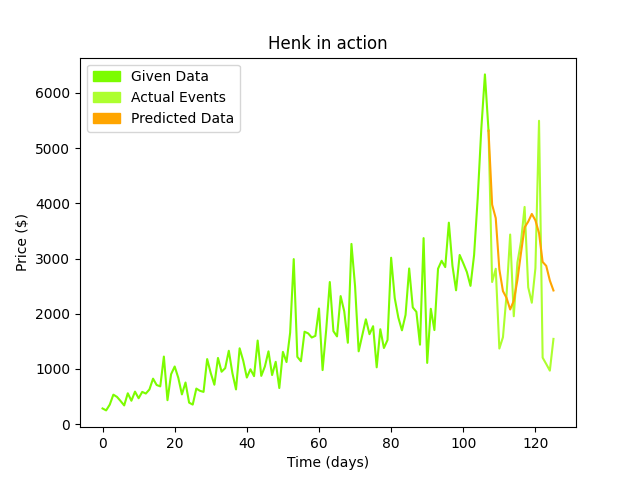 Henk in action
Given Data
Actual Events
Predicted Data
Price ($)
6000
5000
4000
3000
2000
1000
0
0 20 40 60 80 100 120
Time (days)